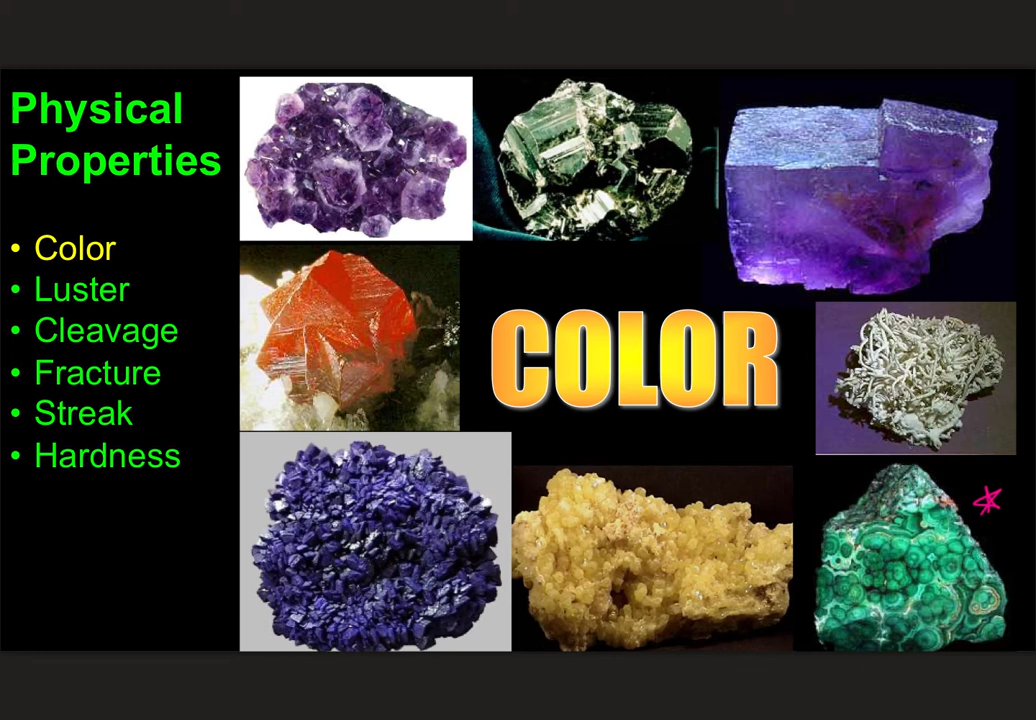 Physical
Properties
• Color
• Luster
• Cleavage
• Fracture
• Streak
• Hardness
COLOR